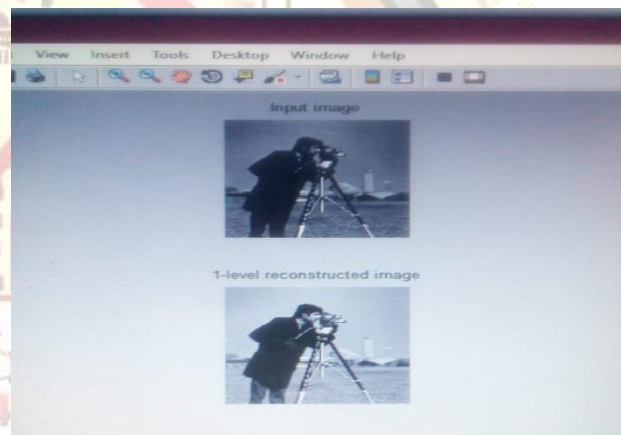 View Insert Tools Desktop Window Help
Input image
1-level reconstructed image